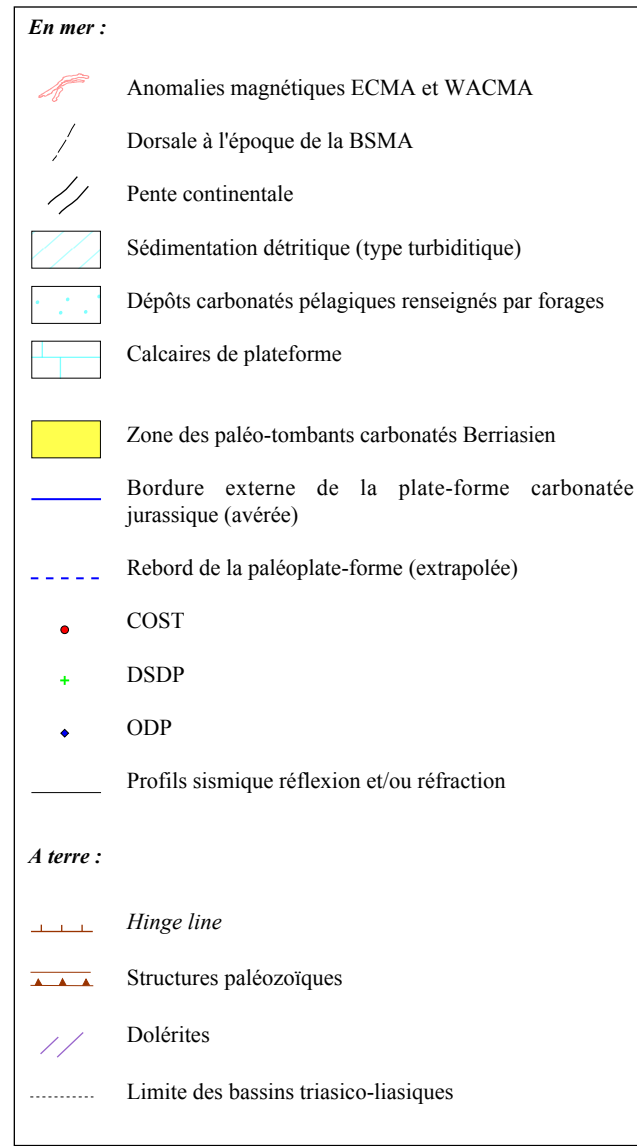 En mer :
Anomalies magnétiques ECMA et WACMA
Dorsale à l'époque de la BSMA
Pente continentale
Sédimentation détritique (type turbiditique)
Dépôts carbonatés pélagiques renseignés par forages
Calcaires de plateforme
Zone des paléo-tombants carbonatés Berriasien
Bordure externe de la plate-forme carbonatée
jurassique (avérée)
Rebord de la paléoplate-forme (extrapolée)
COST
DSDP
ODP
Profils sismique réflexion et/ou réfraction
A terre :
Hinge line
Structures paléozoïques
Dolérites
Limite des bassins triasico-liasiques